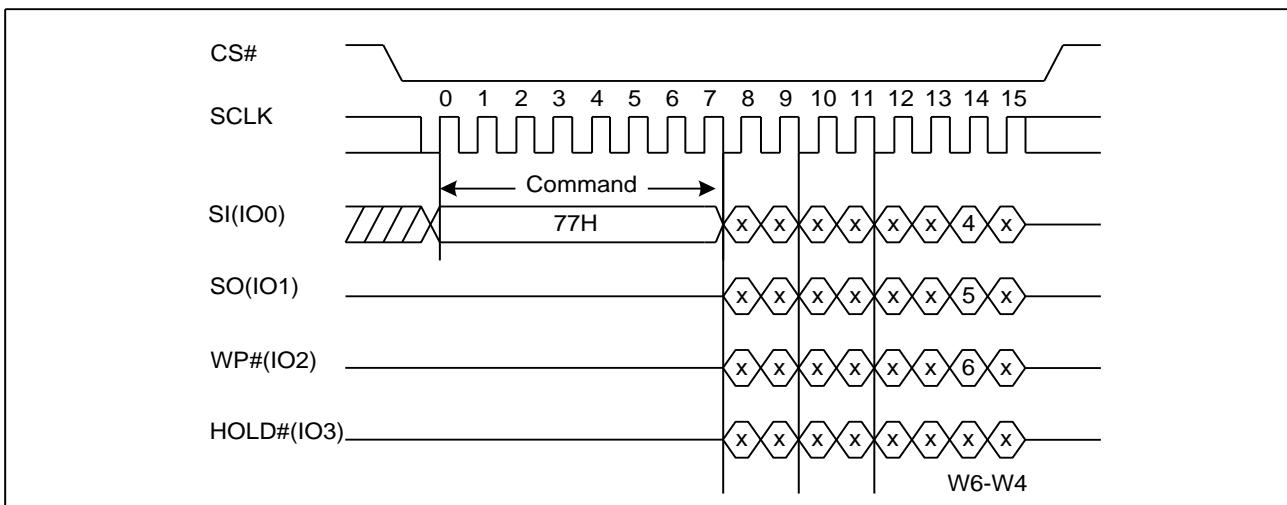 CS#
0 1 2 3 4 5 6 7 8 9 10 11 12 13 14 15
SCLK
Command
SI(IO0) 77H x x x x x x 4 x
SO(IO1) x x x x x x 5 x
WP#(IO2) x x x x x x 6 x
HOLD#(IO3) x x x x x x x x
W6-W4